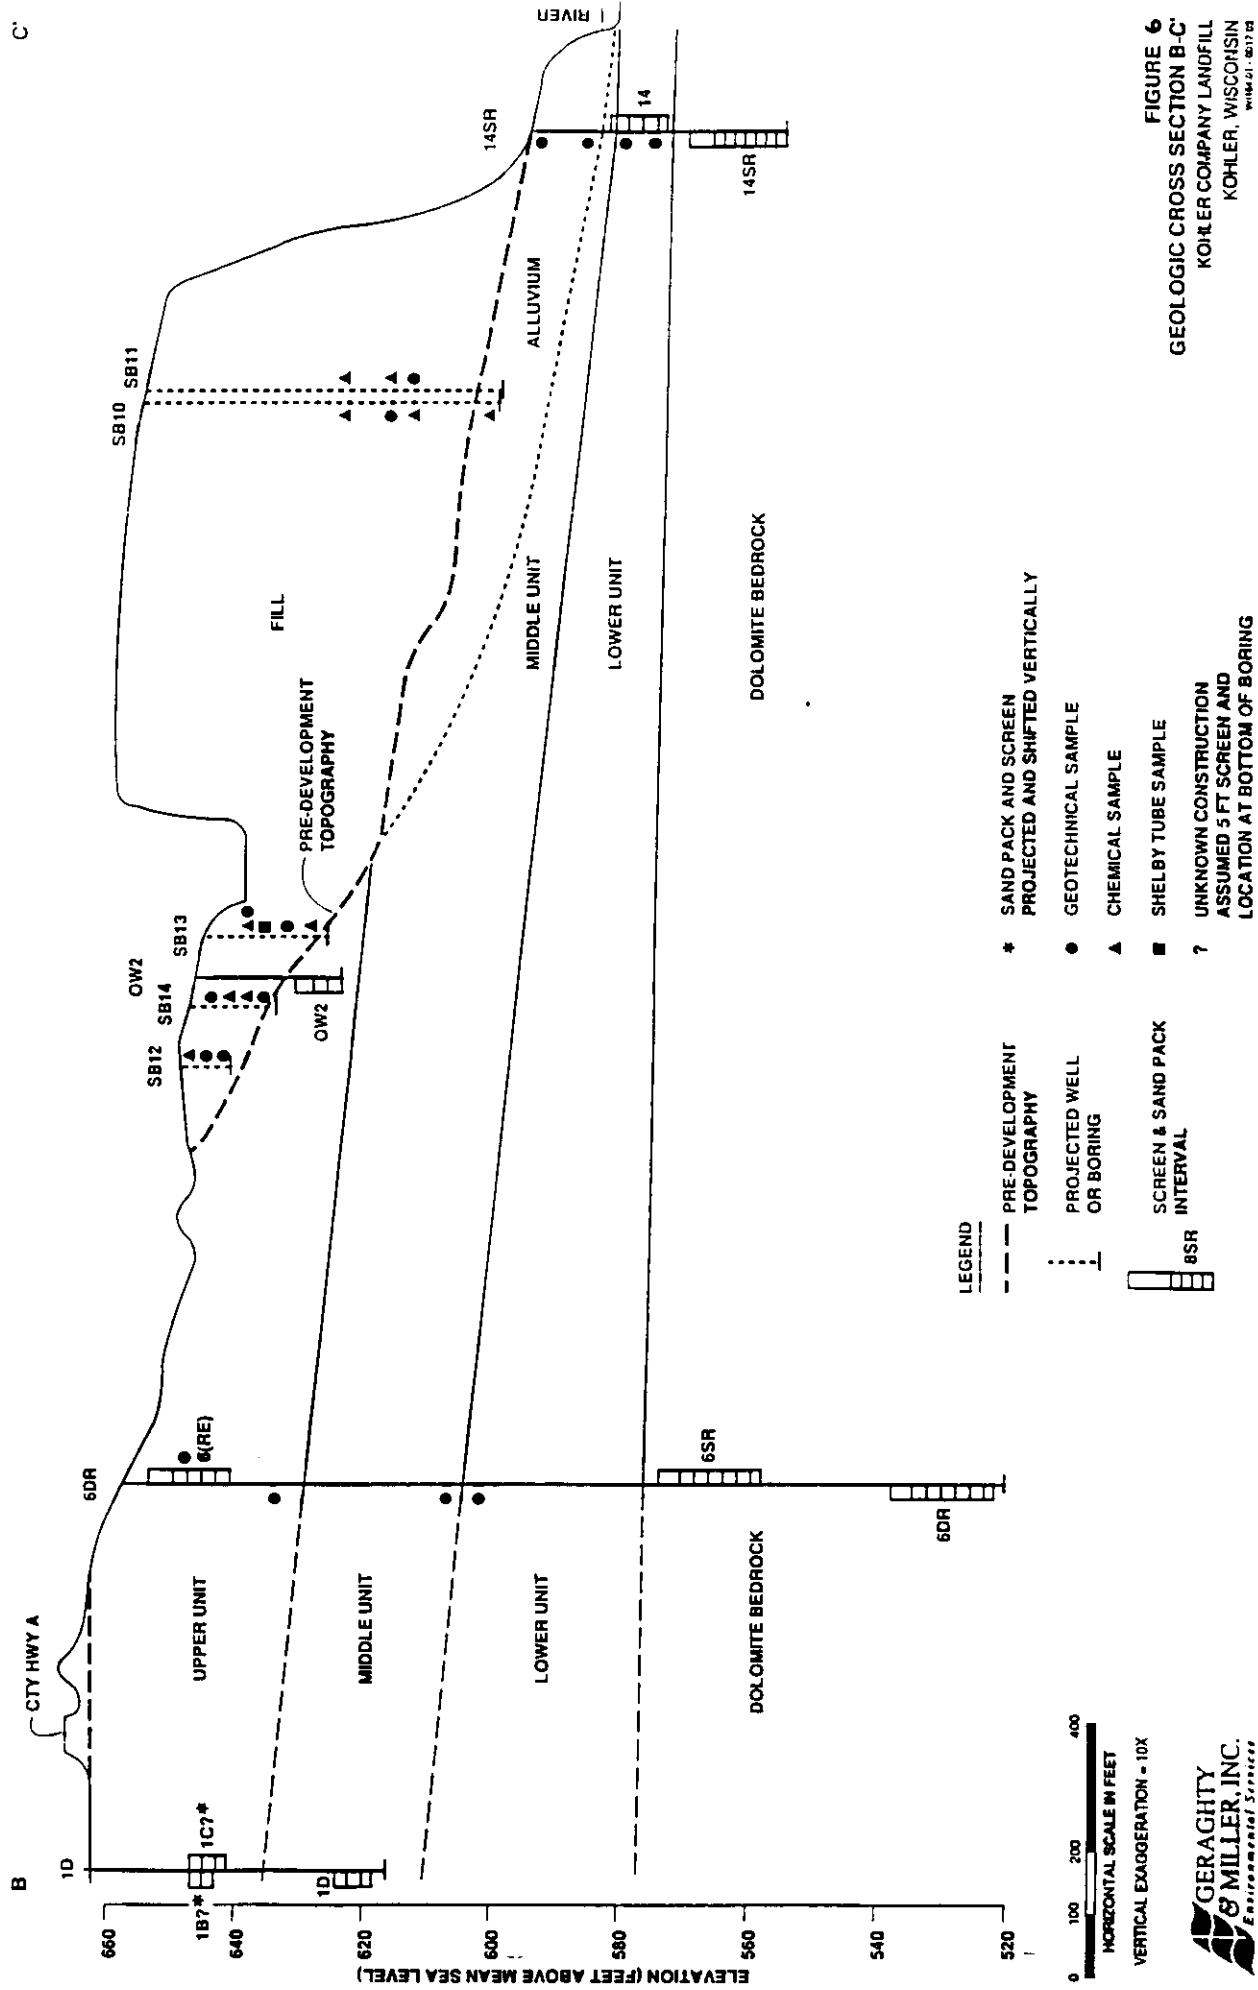 B
C'
CTY HWY A
1D
6DR
SB12
SB14
OW2
SB13
SB10
SB11
14SR
RIVER
1B?*
1C?*
1D
6(RE)
OW2
14
14SR
6SR
6DR
UPPER UNIT
MIDDLE UNIT
LOWER UNIT
DOLOMITE BEDROCK
PRE-DEVELOPMENT
TOPOGRAPHY
FILL
ALLUVIUM
MIDDLE UNIT
LOWER UNIT
DOLOMITE BEDROCK
ELEVATION (FEET ABOVE MEAN SEA LEVEL)
660
640
620
600
580
560
540
520
0 100 200 400
HORIZONTAL SCALE IN FEET
VERTICAL EXAGGERATION = 10X
LEGEND
PRE-DEVELOPMENT
TOPOGRAPHY
PROJECTED WELL
OR BORING
8SR
SCREEN & SAND PACK
INTERVAL
* SAND PACK AND SCREEN
PROJECTED AND SHIFTED VERTICALLY
GEOTECHNICAL SAMPLE
CHEMICAL SAMPLE
SHELBY TUBE SAMPLE
? UNKNOWN CONSTRUCTION
ASSUMED 5 FT SCREEN AND
LOCATION AT BOTTOM OF BORING
GERAGHTY
& MILLER, INC.
Environmental Services
FIGURE 6
GEOLOGIC CROSS SECTION B-C'
KOHLER COMPANY LANDFILL
KOHLER, WISCONSIN